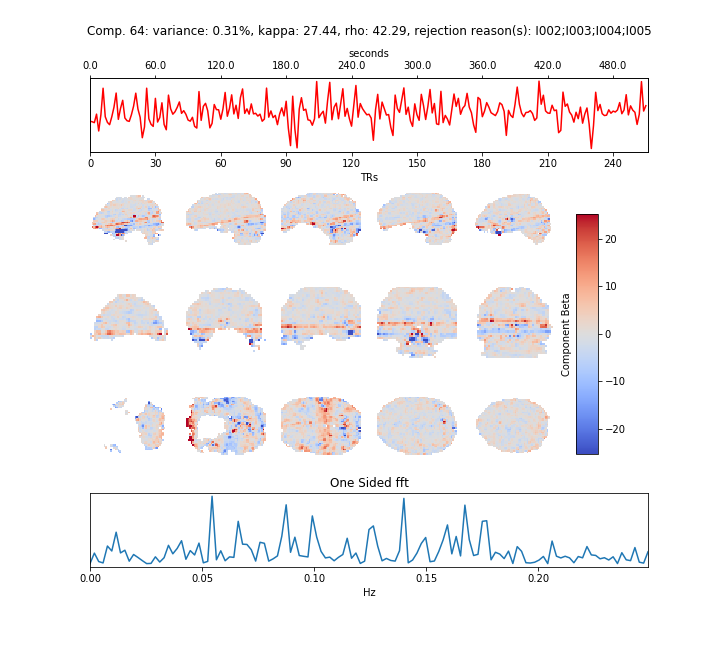 Comp. 64: variance: 0.31%, kappa: 27.44, rho: 42.29, rejection reason(s): I002;I003;I004;I005
seconds
0.0 60.0 120.0 180.0 240.0 300.0 360.0 420.0 480.0
0 30 60 90 120 150 180 210 240
TRs
20
10
0
−10
−20
Component Beta
One Sided fft
0.00 0.05 0.10 0.15 0.20
Hz